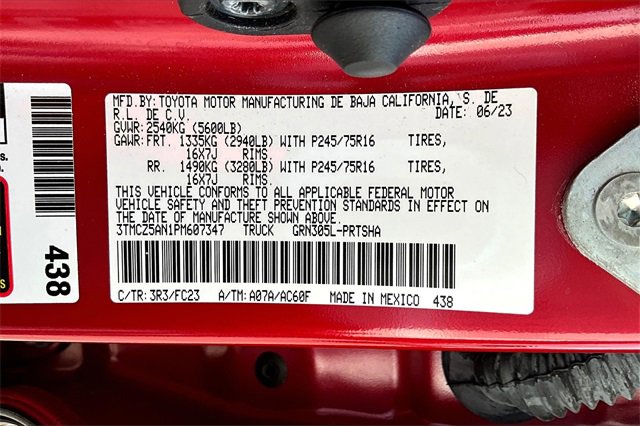 MFD.BY: TOYOTA MOTOR MANUFACTURING DE BAJA CALIFORNIA, S. DE
R.L. DE C.V. DATE: 06/23
GVWR: 2540KG (5600LB)
GAWR: FRT. 1335KG (2940LB) WITH P245/75R16 TIRES,
16X7J RIMS.
RR. 1490KG (3280LB) WITH P245/75R16 TIRES,
16X7J RIMS.
THIS VEHICLE CONFORMS TO ALL APPLICABLE FEDERAL MOTOR
VEHICLE SAFETY AND THEFT PREVENTION STANDARDS IN EFFECT ON
THE DATE OF MANUFACTURE SHOWN ABOVE.
3TMCZ5AN1PM607347 TRUCK GRN305L-PRTSHA
C/TR: 3R3/FC23 A/TM: A07A/AC60F MADE IN MEXICO 438
438